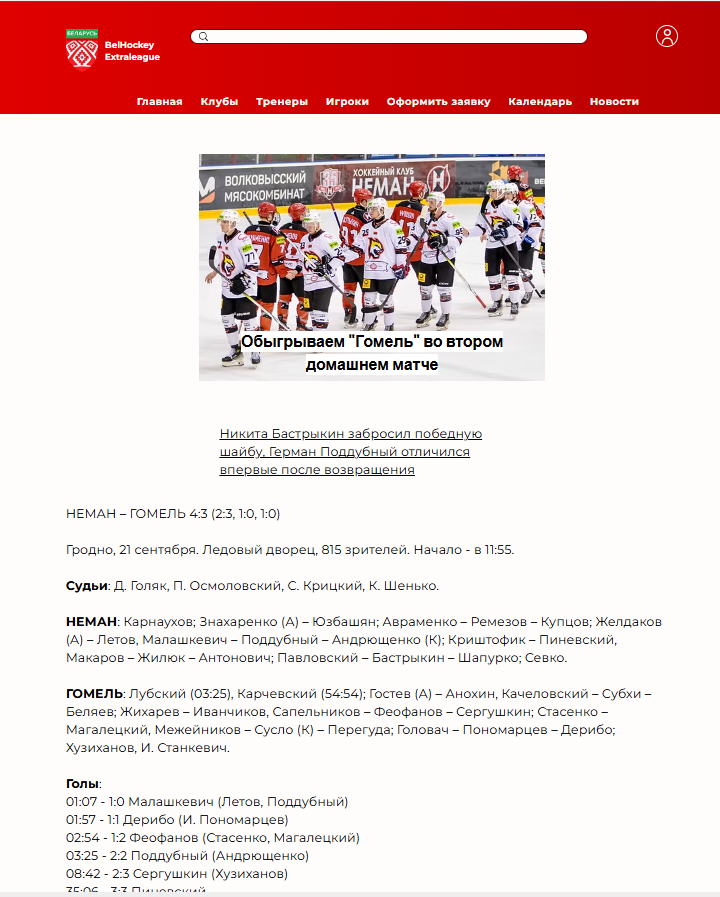 БЕЛАРУСЬ
BelHockey
Extraleague
Главная Клубы Тренеры Игроки Оформить заявку Календарь Новости
ВОЛКОВЫССКИЙ
МЯСОКОМБИНАТ
ХОККЕЙНЫЙ КЛУБ
НЕМАН
77
25
Обыгрываем "Гомель" во втором
домашнем матче
Никита Бастрыкин забросил победную
шайбу, Герман Поддубный отличился
впервые после возвращения
НЕМАН – ГОМЕЛЬ 4:3 (2:3, 1:0, 1:0)
Гродно, 21 сентября. Ледовый дворец, 815 зрителей. Начало - в 11:55.
Судьи: Д. Голяк, П. Осмоловский, С. Крицкий, К. Шенько.
НЕМАН: Карнаухов; Знахаренко (А) – Юзбашян; Авраменко – Ремезов – Купцов; Желдаков
(А) – Летов, Малашкевич – Поддубный – Андрющенко (К); Криштофик – Пиневский,
Макаров – Жилюк – Антонович; Павловский – Бастрыкин – Шапурко; Севко.
ГОМЕЛЬ: Лубский (03:25), Карчевский (54:54); Гостев (А) – Анохин, Качеловский – Субхи –
Беляев; Жихарев – Иванчиков, Сапельников – Феофанов – Сергушкин; Стасенко –
Магалецкий, Межейников – Сусло (К) – Перегуда; Головач – Пономарцев – Дерибо;
Хузиханов, И. Станкевич.
Голы:
01:07 - 1:0 Малашкевич (Летов, Поддубный)
01:57 - 1:1 Дерибо (И. Пономарцев)
02:54 - 1:2 Феофанов (Стасенко, Магалецкий)
03:25 - 2:2 Поддубный (Андрющенко)
08:42 - 2:3 Сергушкин (Хузиханов)
35:06 - 3:3 Пиневский